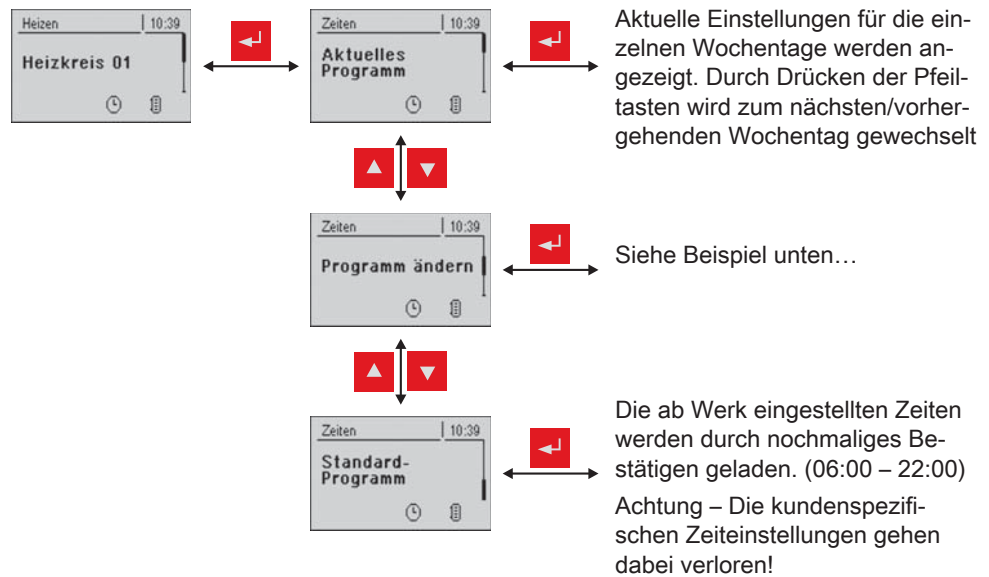 Heizen 10:39
Heizkreis 01
Zeiten 10:39
Aktuelles
Programm
Aktuelle Einstellungen für die ein-
zelnen Wochentage werden an-
gezeigt. Durch Drücken der Pfeil-
tasten wird zum nächsten/vorher-
gehenden Wochentag gewechselt
Zeiten 10:39
Programm ändern
Siehe Beispiel unten…
Zeiten 10:39
Standard-
Programm
Die ab Werk eingestellten Zeiten
werden durch nochmaliges Be-
stätigen geladen. (06:00 – 22:00)
Achtung – Die kundenspezifi-
schen Zeiteinstellungen gehen
dabei verloren!